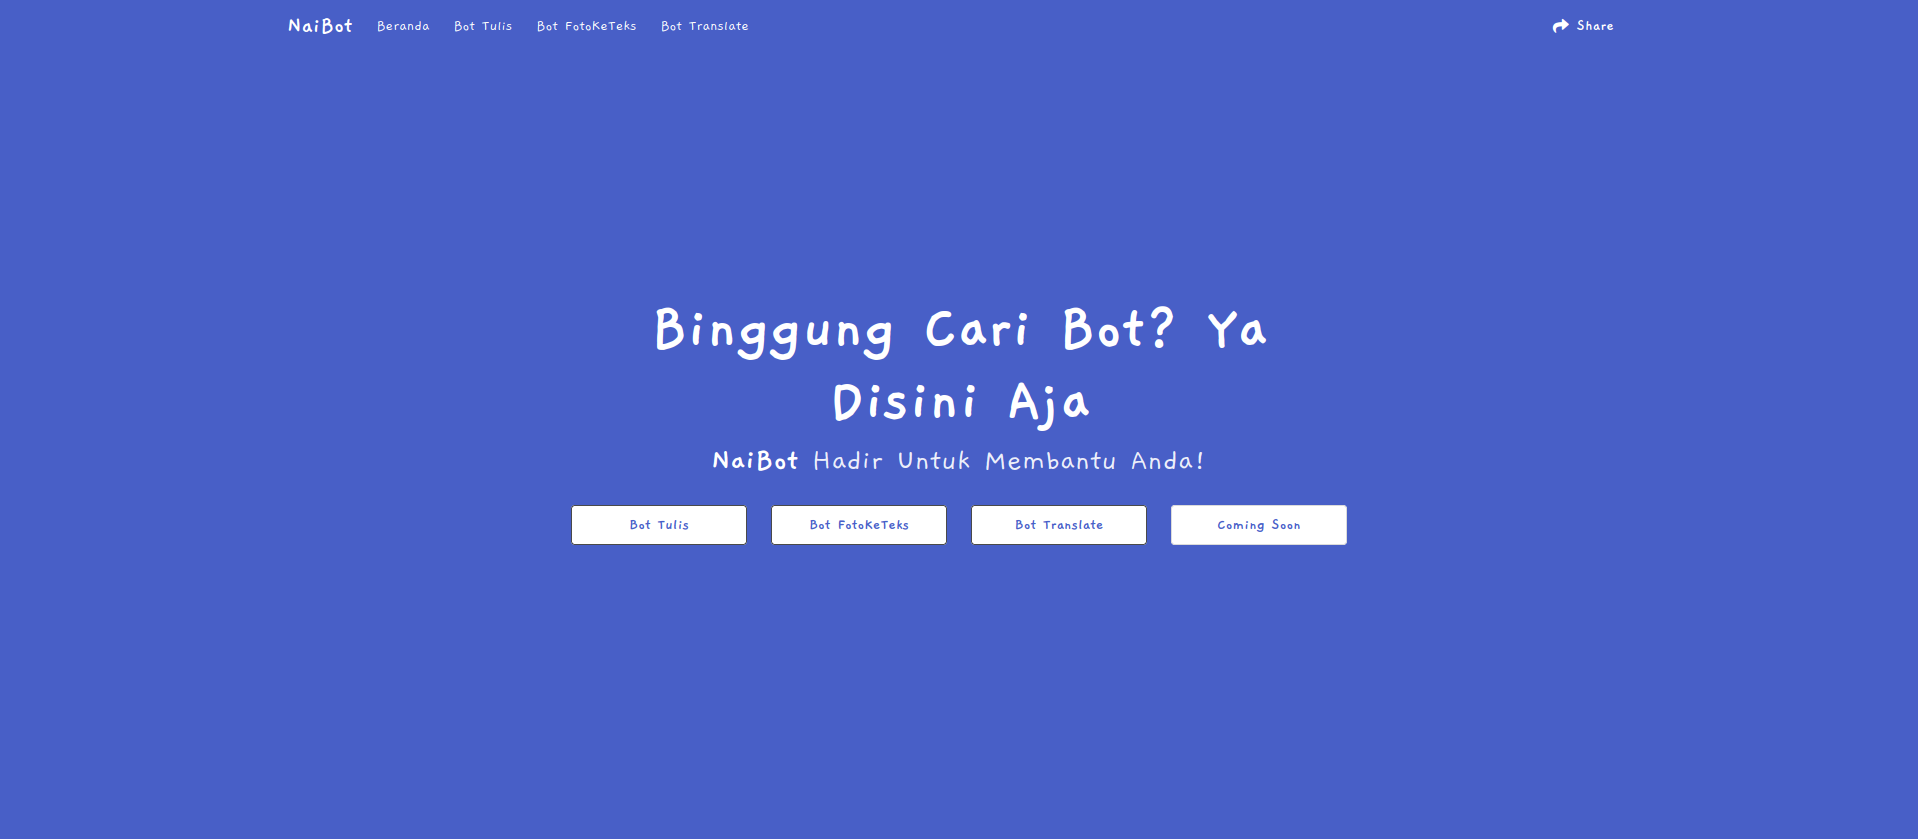 NaiBot Beranda Bot Tulis Bot FotoKeTeks Bot Translate Share
Binggung Cari Bot? Ya
Disini Aja
NaiBot Hadir Untuk Membantu Anda!
Bot Tulis Bot FotoKeTeks Bot Translate Coming Soon